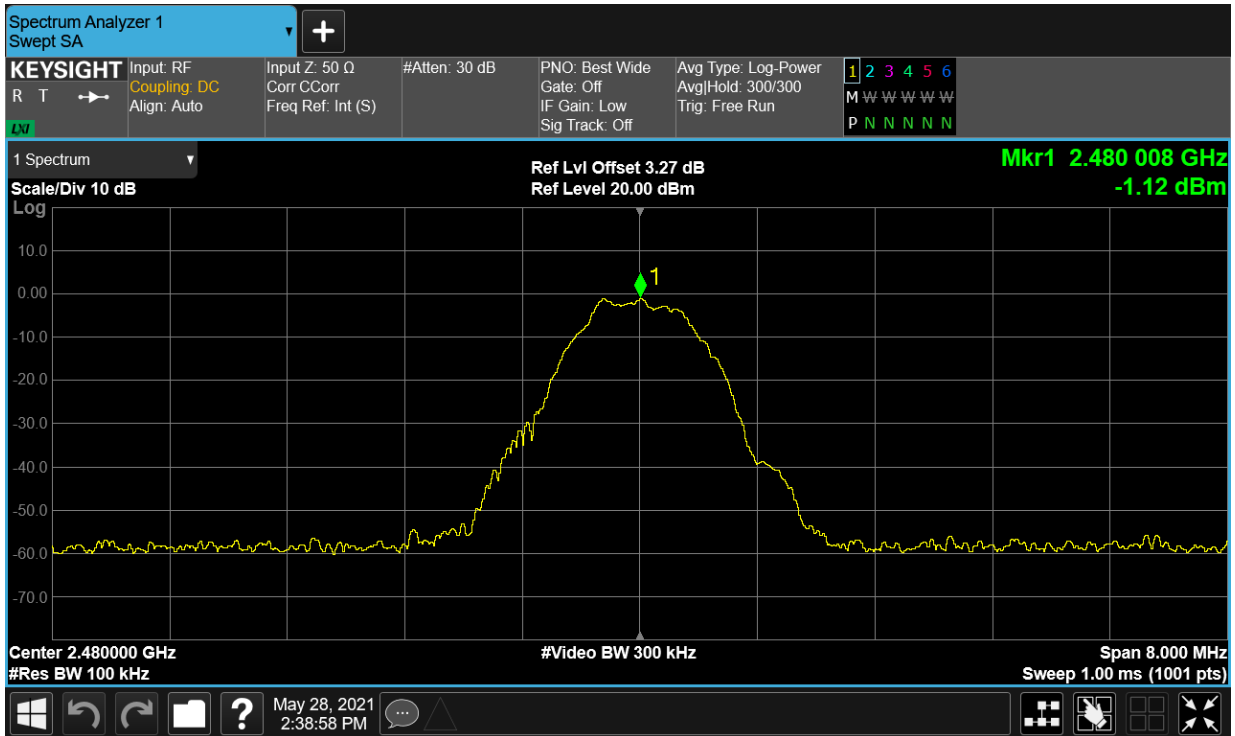 Spectrum Analyzer 1
Swept SA
KEYSIGHT
R T
LXI
Input: RF
Coupling: DC
Align: Auto
Input Z: 50 Ω
Corr CCorr
Freq Ref: Int (S)
#Atten: 30 dB
PNO: Best Wide
Gate: Off
IF Gain: Low
Sig Track: Off
Avg Type: Log-Power
Avg|Hold: 300/300
Trig: Free Run
1 2 3 4 5 6
M W W W W W
P N N N N N
1 Spectrum
Scale/Div 10 dB
Log
Ref Lvl Offset 3.27 dB
Ref Level 20.00 dBm
Mkr1 2.480 008 GHz
-1.12 dBm
10.0
0.00
-10.0
-20.0
-30.0
-40.0
-50.0
-60.0
-70.0
1
Center 2.480000 GHz
#Res BW 100 kHz
#Video BW 300 kHz
Span 8.000 MHz
Sweep 1.00 ms (1001 pts)
?
May 28, 2021
2:38:58 PM